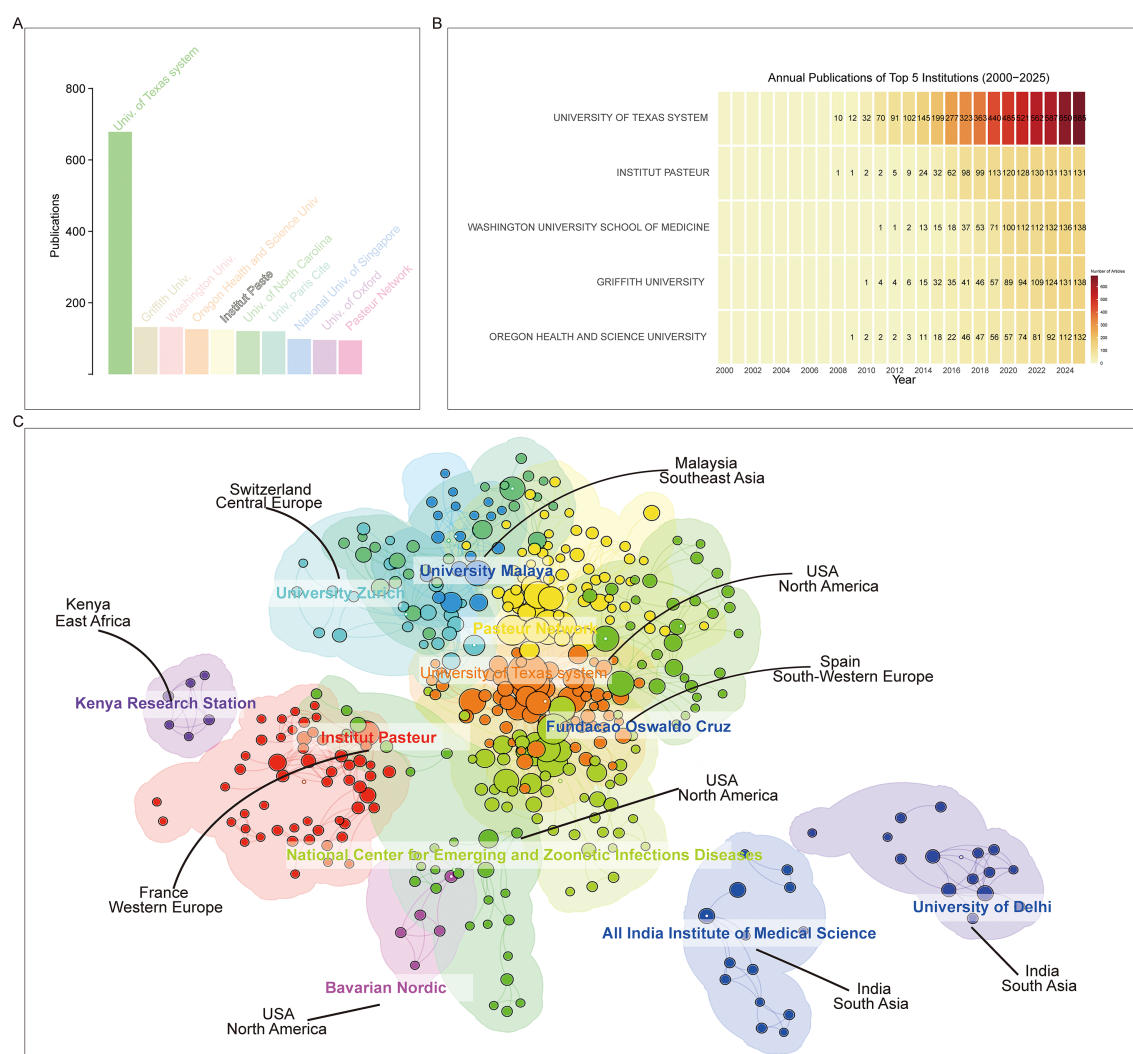 A
800
600
400
200
Publications
Univ. of Texas system
Griffith Univ.
Washington Univ.
Oregon Health and Science Univ
Institut Paste
Univ. of North Carolina
Univ. Paris Cite
National Univ. of Singapore
Univ. of Oxford
Pasteur Network
B
Annual Publications of Top 5 Institutions (2000−2025)
UNIVERSITY OF TEXAS SYSTEM
10 12 32 70 91 102 145 199 277 323 363 440 485 521 562 587 650 685
INSTITUT PASTEUR
1 1 2 2 5 9 24 32 62 98 99 113 120 128 130 131 131 131
WASHINGTON UNIVERSITY SCHOOL OF MEDICINE
1 1 2 13 15 18 37 53 71 100 112 112 132 136 138
GRIFFITH UNIVERSITY
1 4 4 6 15 32 35 41 46 57 89 94 109 124 131 138
OREGON HEALTH AND SCIENCE UNIVERSITY
1 2 2 2 3 11 18 22 46 47 56 57 74 81 92 112 132
2000 2002 2004 2006 2008 2010 2012 2014 2016 2018 2020 2022 2024
Year
Number of Articles
600
500
400
300
200
100
0
C
Malaysia
Southeast Asia
Switzerland
Central Europe
University Malaya
University Zurich
USA
North America
Kenya
East Africa
Pasteur Network
Spain
South-Western Europe
University of Texas system
Kenya Research Station
Fundacao Oswaldo Cruz
Institut Pasteur
USA
North America
National Center for Emerging and Zoonotic Infections Diseases
France
Western Europe
University of Delhi
All India Institute of Medical Science
India
South Asia
Bavarian Nordic
India
South Asia
USA
North America